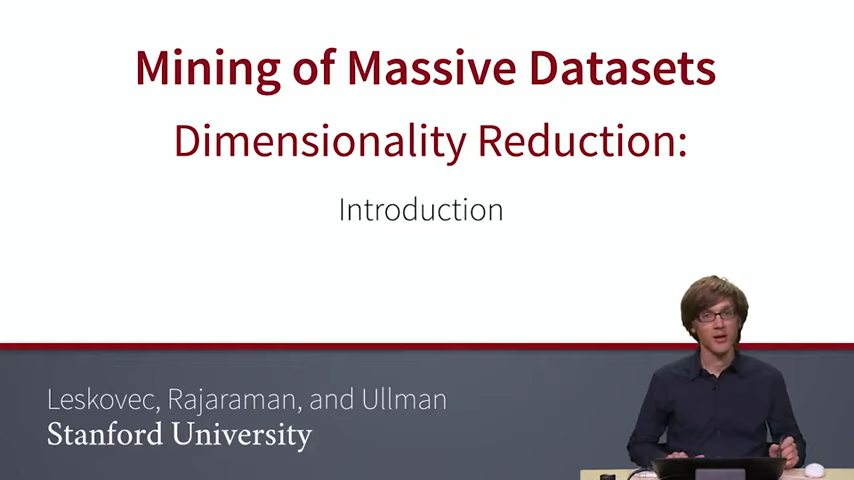 Mining of Massive Datasets
Dimensionality Reduction:
Introduction
Leskovec, Rajaraman, and Ullman
Stanford University